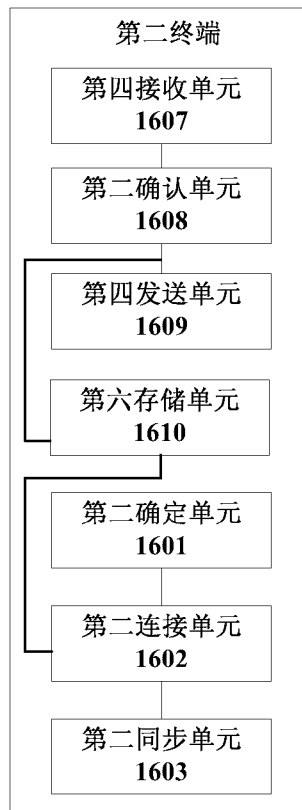 第二终端
第四接收单元
1607
第二确认单元
1608
第四发送单元
1609
第六存储单元
1610
第二确定单元
1601
第二连接单元
1602
第二同步单元
1603